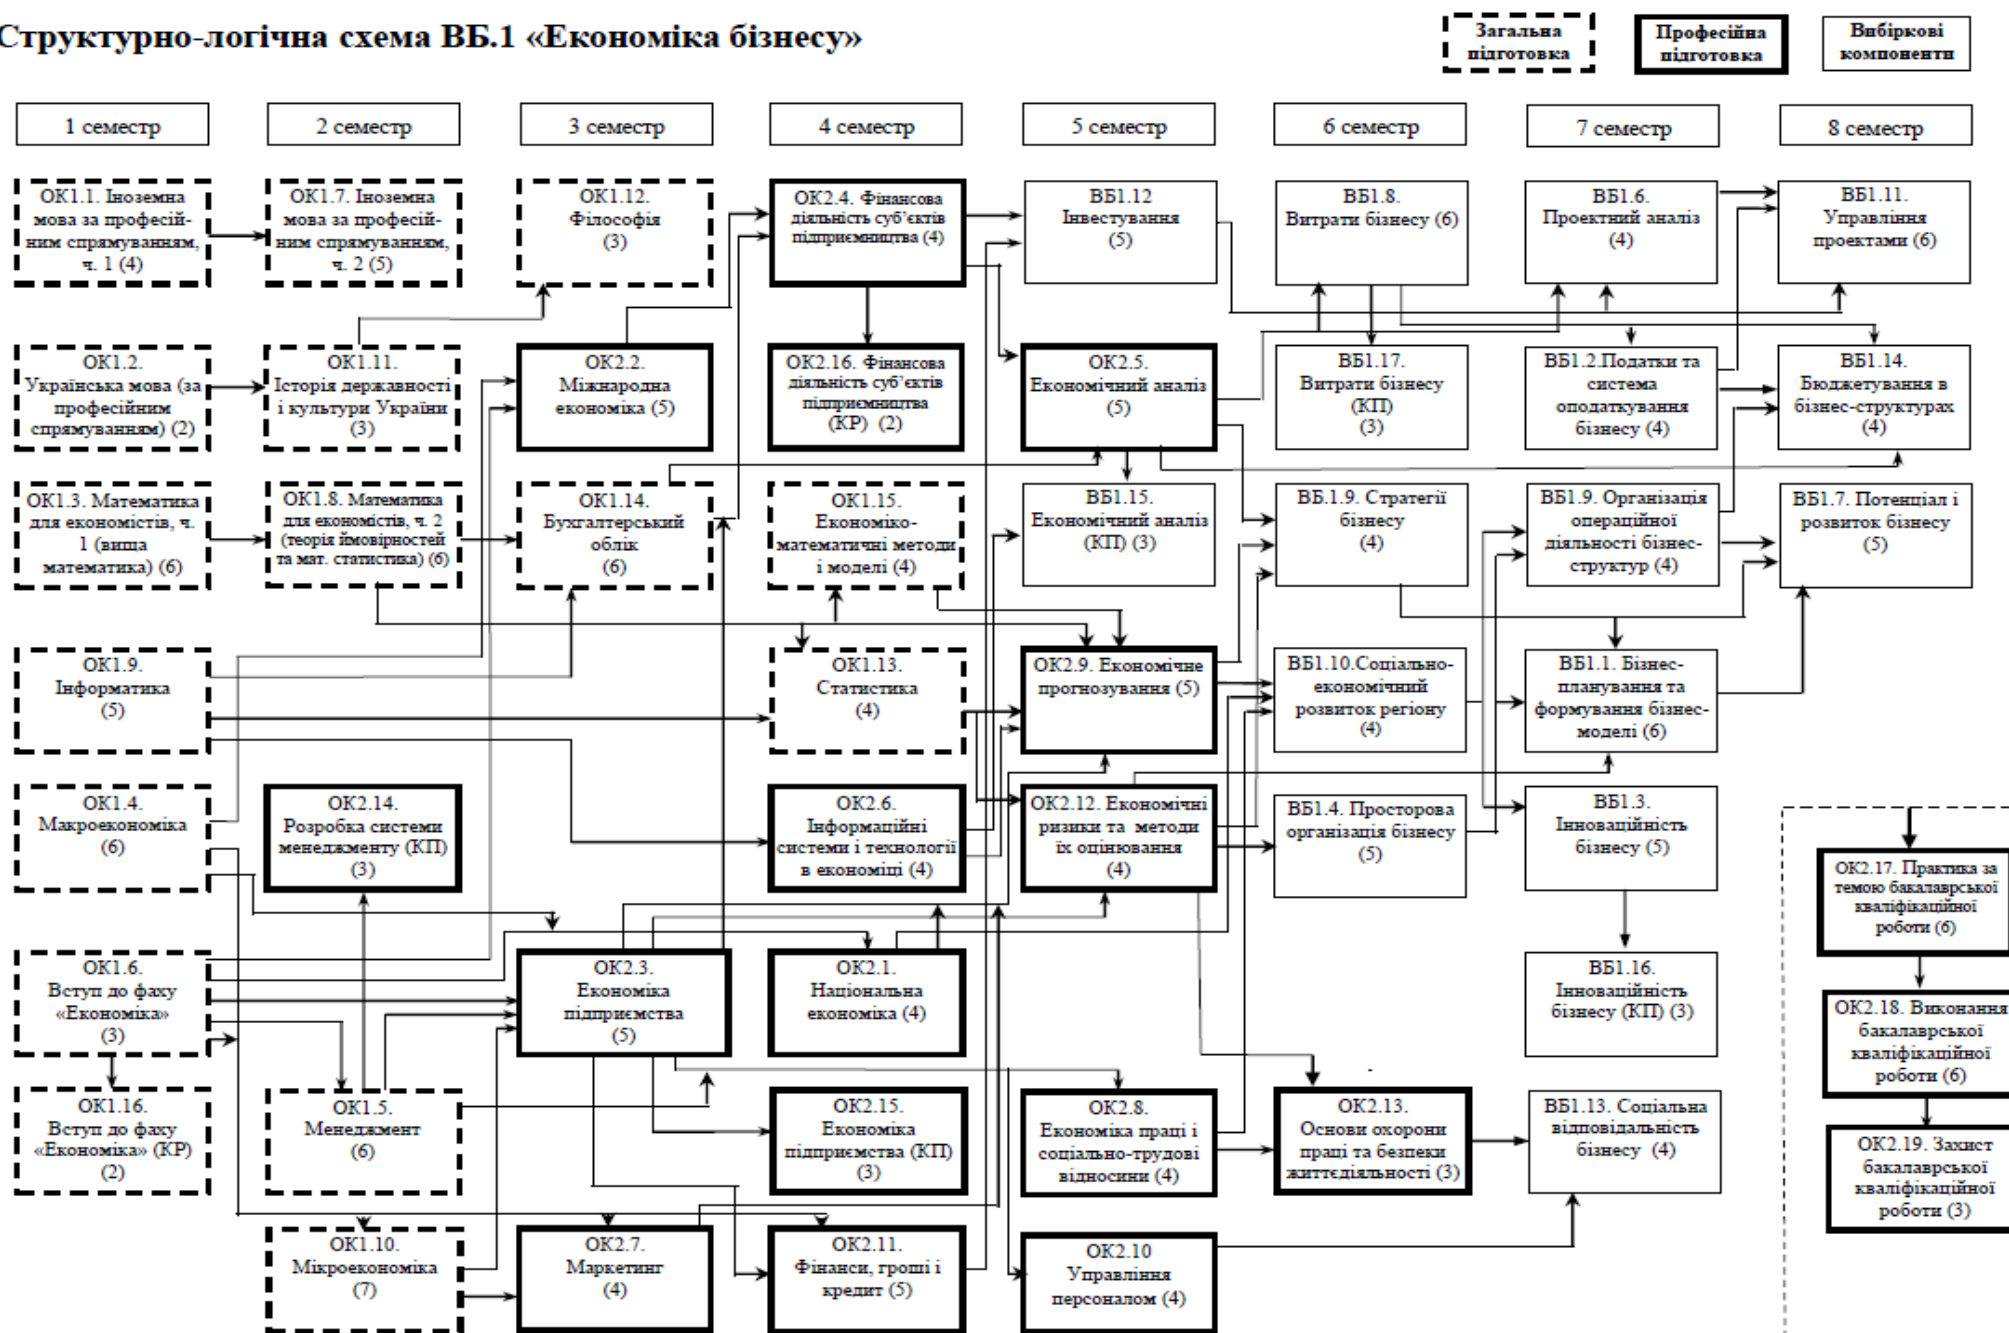 Структурно-логічна схема ВБ.1 «Економіка бізнесу»
Загальна
підготовка
Професійна
підготовка
Вибіркові
компоненти
1 семестр
2 семестр
3 семестр
4 семестр
5 семестр
6 семестр
7 семестр
8 семестр
ОК1.1. Іноземна
мова за професій-
ним спрямуванням,
ч. 1 (4)
ОК1.7. Іноземна
мова за професій-
ним спрямуванням,
ч. 2 (5)
ОК1.12.
Філософія
(3)
ОК2.4. Фінансова
діяльність суб’єктів
підприємництва (4)
ВБ1.12
Інвестування
(5)
ВБ1.8.
Витрати бізнесу (6)
ВБ1.6.
Проектний аналіз
(4)
ВБ1.11.
Управління
проектами (6)
ОК1.2.
Українська мова (за
професійним
спрямуванням) (2)
ОК1.11.
Історія державності
і культури України
(3)
ОК2.2.
Міжнародна
економіка (5)
ОК2.16. Фінансова
діяльність суб’єктів
підприємництва
(КР) (2)
ОК2.5.
Економічний аналіз
(5)
ВБ1.17.
Витрати бізнесу
(КП)
(3)
ВБ1.2.Податки та
система
оподаткування
бізнесу (4)
ВБ1.14.
Бюджетування в
бізнес-структурах
(4)
ОК1.3. Математика
для економістів, ч.
1 (вища
математика) (6)
ОК1.8. Математика
для економістів, ч. 2
(теорія ймовірностей
та мат. статистика) (6)
ОК1.14.
Бухгалтерський
облік
(6)
ОК1.15.
Економіко-
математичні методи
і моделі (4)
ВБ1.15.
Економічний аналіз
(КП) (3)
ВБ.1.9. Стратегії
бізнесу
(4)
ВБ1.9. Організація
операційної
діяльності бізнес-
структур (4)
ВБ1.7. Потенціал і
розвиток бізнесу
(5)
ОК1.9.
Інформатика
(5)
ОК1.13.
Статистика
(4)
ОК2.9. Економічне
прогнозування (5)
ВБ1.10.Соціально-
економічний
розвиток регіону
(4)
ВБ1.1. Бізнес-
планування та
формування бізнес-
моделі (6)
ОК1.4.
Макроекономіка
(6)
ОК2.14.
Розробка системи
менеджменту (КП)
(3)
ОК2.6.
Інформаційні
системи і технології
в економіці (4)
ОК2.12. Економічні
ризики та методи
їх оцінювання
(4)
ВБ1.4. Просторова
організація бізнесу
(5)
ВБ1.3.
Інноваційність
бізнесу (5)
ОК2.17. Практика за
темою бакалаврської
кваліфікаційної
роботи (6)
ОК1.6.
Вступ до фаху
«Економіка»
(3)
ОК2.3.
Економіка
підприємства
(5)
ОК2.1.
Національна
економіка (4)
ВБ1.16.
Інноваційність
бізнесу (КП) (3)
ОК2.18. Виконання
бакалаврської
кваліфікаційної
роботи (6)
ОК1.16.
Вступ до фаху
«Економіка» (КР)
(2)
ОК1.5.
Менеджмент
(6)
ОК2.15.
Економіка
підприємства (КП)
(3)
ОК2.8.
Економіка праці і
соціально-трудові
відносини (4)
ОК2.13.
Основи охорони
праці та безпеки
життєдіяльності (3)
ВБ1.13. Соціальна
відповідальність
бізнесу (4)
ОК2.19. Захист
бакалаврської
кваліфікаційної
роботи (3)
ОК1.10.
Мікроекономіка
(7)
ОК2.7.
Маркетинг
(4)
ОК2.11.
Фінанси, гроші і
кредит (5)
ОК2.10
Управління
персоналом (4)